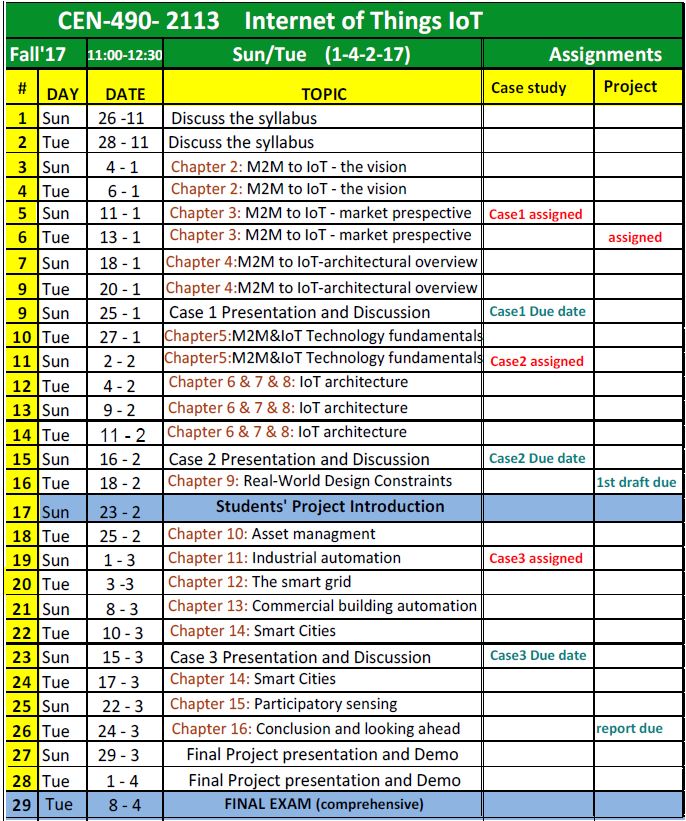 CEN-490- 2113 Internet of Things IoT
Fall'17 11:00-12:30 Sun/Tue (1-4-2-17) Assignments
# DAY DATE TOPIC Case study Project
1 Sun 26 -11 Discuss the syllabus
2 Tue 28 - 11 Discuss the syllabus
3 Sun 4 - 1 Chapter 2: M2M to IoT - the vision
4 Tue 6 - 1 Chapter 2: M2M to IoT - the vision
5 Sun 11 - 1 Chapter 3: M2M to IoT - market prespective Case1 assigned
6 Tue 13 - 1 Chapter 3: M2M to IoT - market prespective assigned
7 Sun 18 - 1 Chapter 4:M2M to IoT-architectural overview
9 Tue 20 - 1 Chapter 4:M2M to IoT-architectural overview
9 Sun 25 - 1 Case 1 Presentation and Discussion Case1 Due date
10 Tue 27 - 1 Chapter5:M2M&IoT Technology fundamentals
11 Sun 2 - 2 Chapter5:M2M&IoT Technology fundamentals Case2 assigned
12 Tue 4 - 2 Chapter 6 & 7 & 8: IoT architecture
13 Sun 9 - 2 Chapter 6 & 7 & 8: IoT architecture
14 Tue 11 - 2 Chapter 6 & 7 & 8: IoT architecture
15 Sun 16 - 2 Case 2 Presentation and Discussion Case2 Due date
16 Tue 18 - 2 Chapter 9: Real-World Design Constraints 1st draft due
17 Sun 23 - 2 Students' Project Introduction
18 Tue 25 - 2 Chapter 10: Asset managment
19 Sun 1 - 3 Chapter 11: Industrial automation Case3 assigned
20 Tue 3 -3 Chapter 12: The smart grid
21 Sun 8 - 3 Chapter 13: Commercial building automation
22 Tue 10 - 3 Chapter 14: Smart Cities
23 Sun 15 - 3 Case 3 Presentation and Discussion Case3 Due date
24 Tue 17 - 3 Chapter 14: Smart Cities
25 Sun 22 - 3 Chapter 15: Participatory sensing
26 Tue 24 - 3 Chapter 16: Conclusion and looking ahead report due
27 Sun 29 - 3 Final Project presentation and Demo
28 Tue 1 - 4 Final Project presentation and Demo
29 Tue 8 - 4 FINAL EXAM (comprehensive)